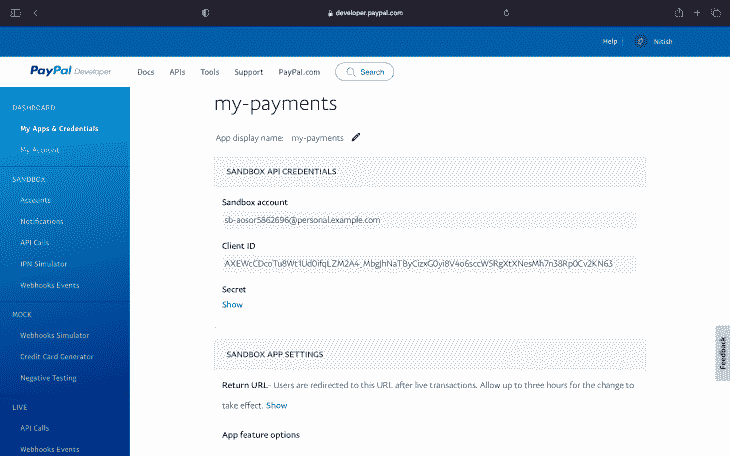 developer.paypal.com
Help
Nitish
PayPal Developer
Docs APIs Tools Support PayPal.com Search
DASHBOARD
My Apps & Credentials
My Account
SANDBOX
Accounts
Notifications
API Calls
IPN Simulator
Webhooks Events
MOCK
Webhooks Simulator
Credit Card Generator
Negative Testing
LIVE
API Calls
Webhooks Events
my-payments
App display name: my-payments
SANDBOX API CREDENTIALS
Sandbox account
sb-aosor5862696@personal.example.com
Client ID
Secret
Show
SANDBOX APP SETTINGS
Return URL- Users are redirected to this URL after live transactions. Allow up to three hours for the change to
take effect. Show
App feature options
Feedback